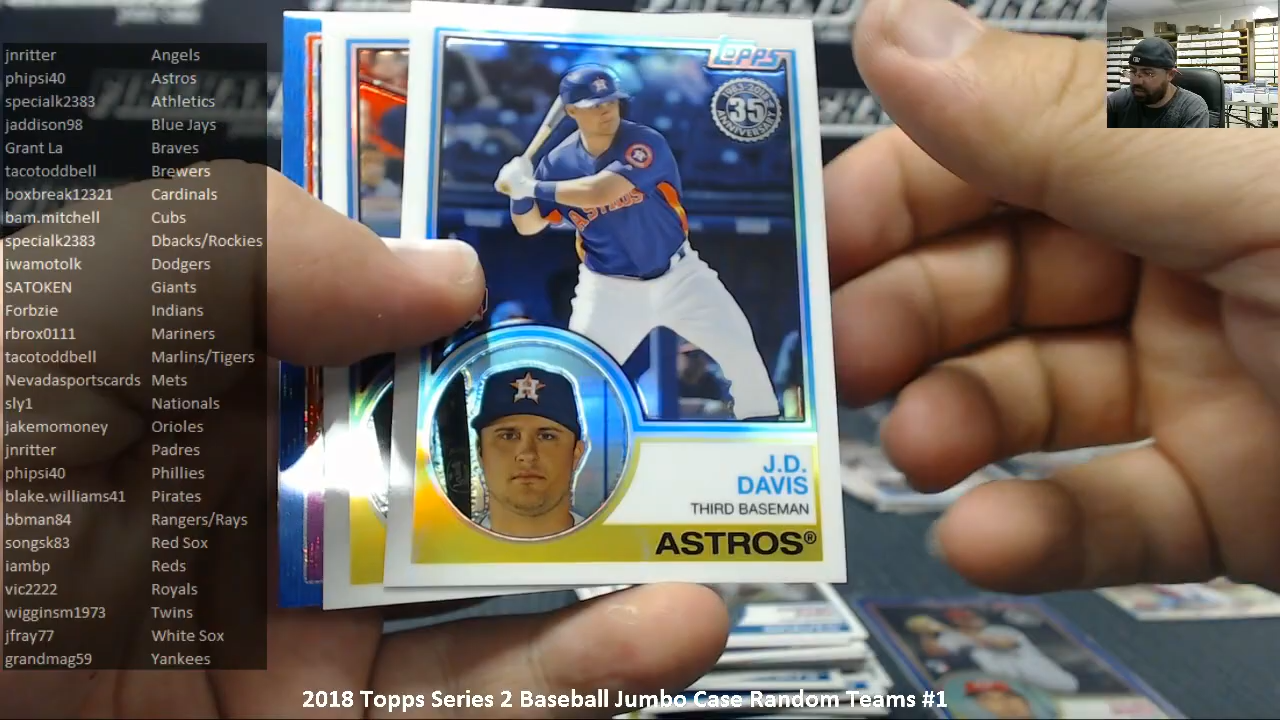 jnritter Angels
phipsi40 Astros
specialk2383 Athletics
jaddison98 Blue Jays
Grant La Braves
tacotoddbell Brewers
boxbreak12321 Cardinals
bam.mitchell Cubs
specialk2383 Dbacks/Rockies
iwamotolk Dodgers
SATOKEN Giants
Forbzie Indians
rbrox0111 Mariners
tacotoddbell Marlins/Tigers
Nevadasportscards Mets
sly1 Nationals
jakemomoney Orioles
jnritter Padres
phipsi40 Phillies
blake.williams41 Pirates
bbman84 Rangers/Rays
songsk83 Red Sox
iambp Reds
vic2222 Royals
wigginsm1973 Twins
jfray77 White Sox
grandmag59 Yankees
Topps
35
ANNIVERSARY
ASTROS
J.D.
DAVIS
THIRD BASEMAN
ASTROS®
2018 Topps Series 2 Baseball Jumbo Case Random Teams #1